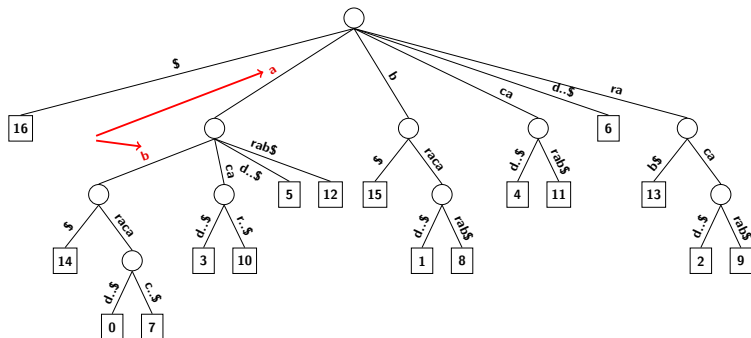 $
a
b
ca
d..$
ra
16
6
b
ca
d..$
rab$
$
raca
d..$
rab$
b$
ca
5
12
15
4
11
13
$
raca
d..$
r..$
d..$
rab$
d..$
rab$
14
3
10
1
8
2
9
d..$
c..$
0
7